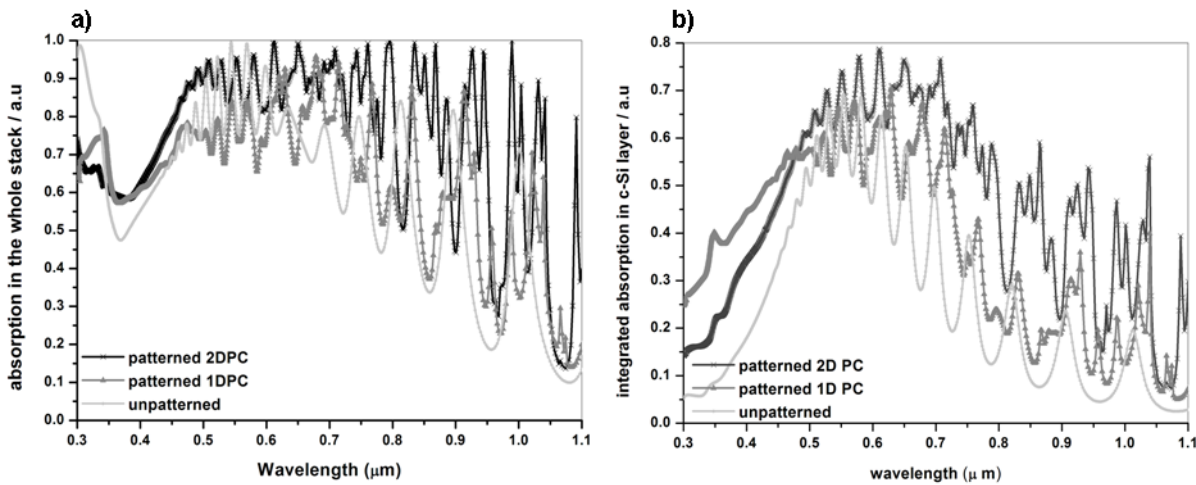 a)
absorption in the whole stack / a.u
1.0
0.9
0.8
0.7
0.6
0.5
0.4
0.3
0.2
0.1
0.0
patterned 2DPC
patterned 1DPC
unpatterned
0.3 0.4 0.5 0.6 0.7 0.8 0.9 1.0 1.1
Wavelength (μm)
b)
integrated absorption in c-Si layer / a.u
0.8
0.7
0.6
0.5
0.4
0.3
0.2
0.1
0.0
patterned 2D PC
patterned 1D PC
unpatterned
0.3 0.4 0.5 0.6 0.7 0.8 0.9 1.0 1.1
wavelength (μ m)